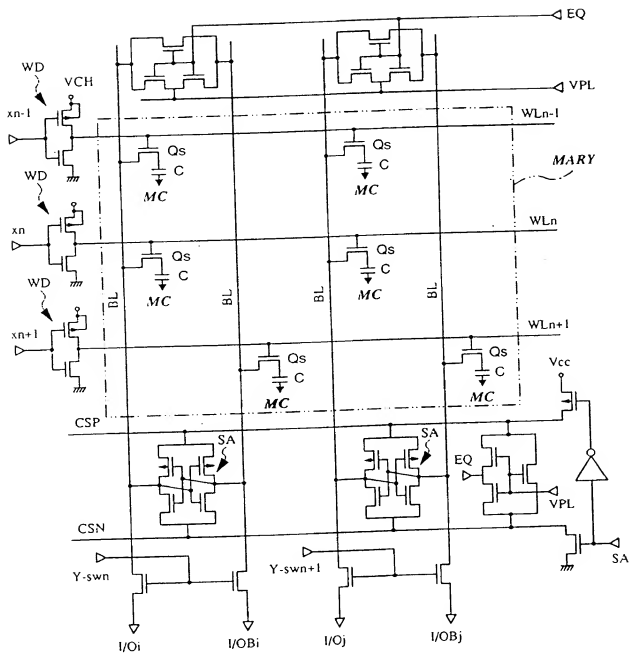 EQ
WD
VCH
VPL
xn-1
WLn-1
Qs
C
MC
Qs
C
MC
MARY
WD
xn
WLn
Qs
C
MC
Qs
C
MC
BL
BL
BL
BL
WD
xn+1
WLn+1
Qs
C
MC
Qs
C
MC
Vcc
CSP
SA
SA
EQ
VPL
CSN
SA
Y-swn
Y-swn+1
I/Oi
I/OBi
I/Oj
I/OBj